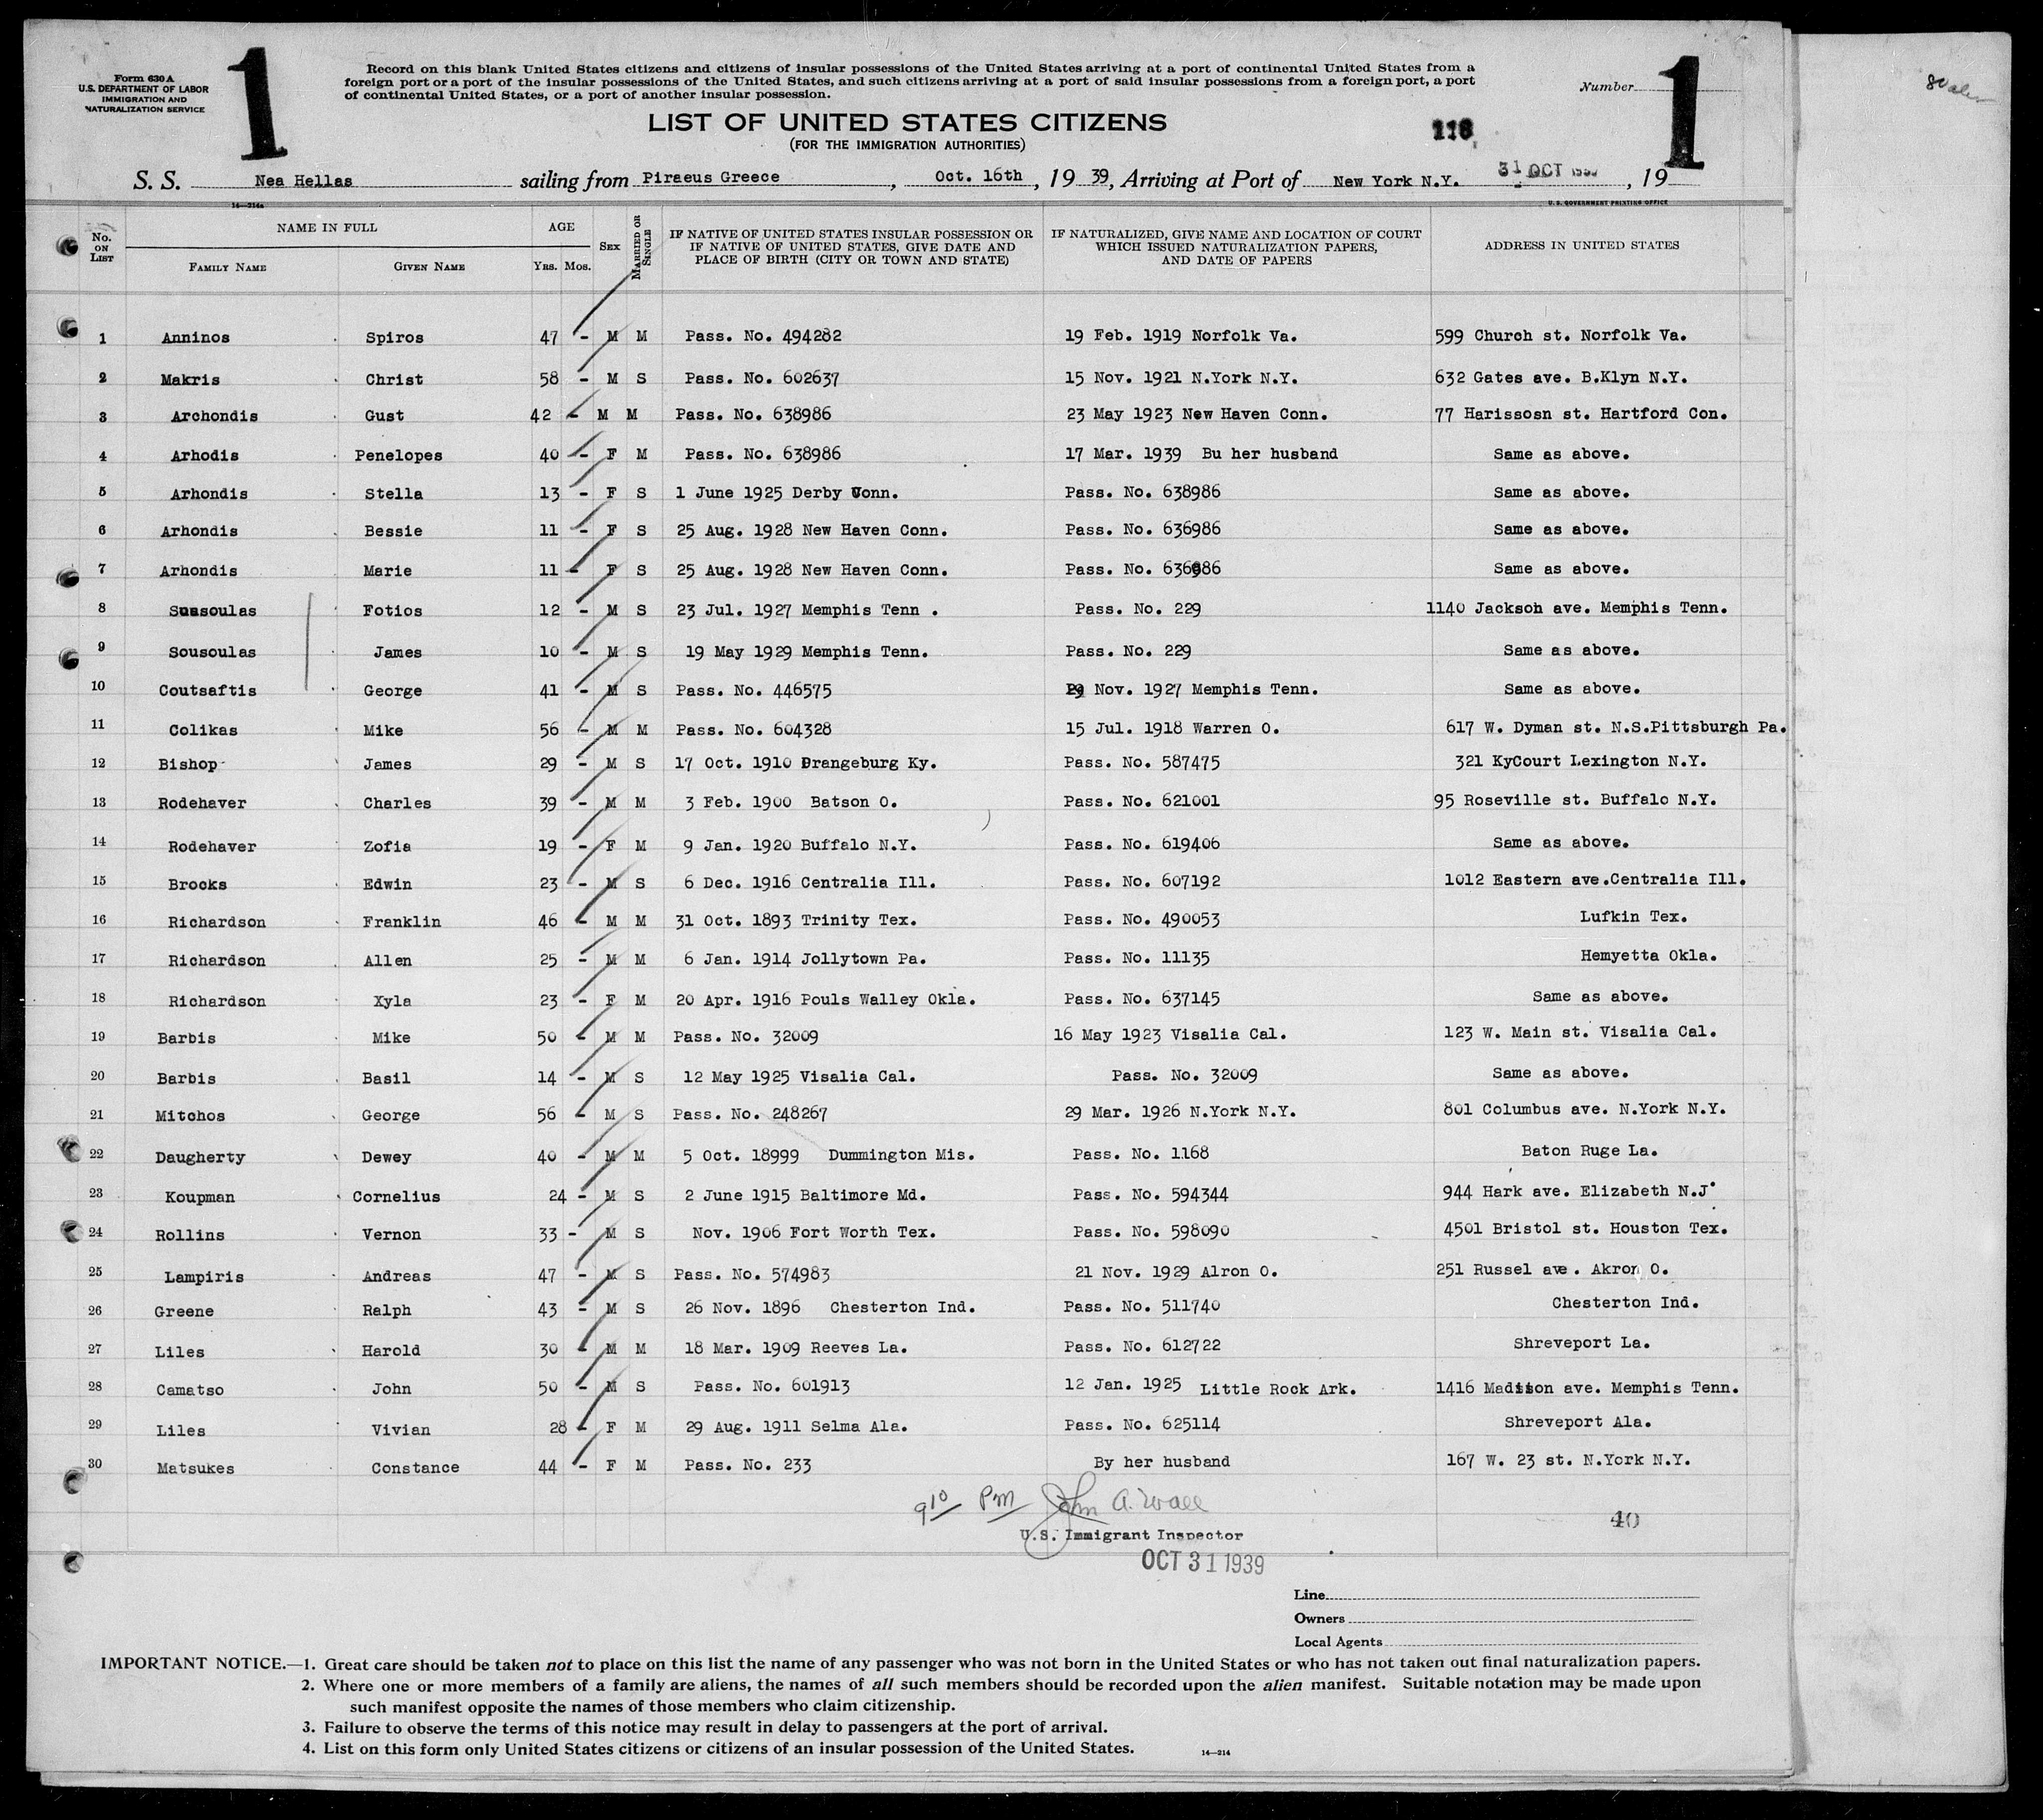 Form 630 A
U.S. DEPARTMENT OF LABOR
IMMIGRATION AND
NATURALIZATION SERVICE
1
Record on this blank United States citizens and citizens of insular possessions of the United States arriving at a port of continental United States from a
foreign port or a port of the insular possessions of the United States, and such citizens arriving at a port of said insular possessions from a foreign port, a port
of continental United States, or a port of another insular possession.
Number
1
LIST OF UNITED STATES CITIZENS
(FOR THE IMMIGRATION AUTHORITIES)
116
S. S. Nea Hellas sailing from Piraeus Greece, Oct. 16th, 19 39, Arriving at Port of New York N.Y. 31 OCT 1939, 19
14—214a U. S. GOVERNMENT PRINTING OFFICE
No. ON LIST NAME IN FULL FAMILY NAME GIVEN NAME AGE YRS. MOS. SEX MARRIED OR SINGLE IF NATIVE OF UNITED STATES INSULAR POSSESSION OR IF NATIVE OF UNITED STATES, GIVE DATE AND PLACE OF BIRTH (CITY OR TOWN AND STATE) IF NATURALIZED, GIVE NAME AND LOCATION OF COURT WHICH ISSUED NATURALIZATION PAPERS, AND DATE OF PAPERS ADDRESS IN UNITED STATES
1 Anninos Spiros 47 - M M Pass. No. 494282 19 Feb. 1919 Norfolk Va. 599 Church st. Norfolk Va.
2 Makris Christ 58 - M S Pass. No. 602637 15 Nov. 1921 N.York N.Y. 632 Gates ave. B.Klyn N.Y.
3 Archondis Gust 42 - M M Pass. No. 638986 23 May 1923 New Haven Conn. 77 Harissosn st. Hartford Con.
4 Arhodis Penelopes 40 - F M Pass. No. 638986 17 Mar. 1939 Bu her husband Same as above.
5 Arhondis Stella 13 - F S 1 June 1925 Derby Conn. Pass. No. 638986 Same as above.
6 Arhondis Bessie 11 - F S 25 Aug. 1928 New Haven Conn. Pass. No. 636986 Same as above.
7 Arhondis Marie 11 - F S 25 Aug. 1928 New Haven Conn. Pass. No. 636986 Same as above.
8 Susoulas Fotios 12 - M S 23 Jul. 1927 Memphis Tenn . Pass. No. 229 1140 Jackson ave. Memphis Tenn.
9 Sousoulas James 10 - M S 19 May 1929 Memphis Tenn. Pass. No. 229 Same as above.
10 Coutsaftis George 41 - M S Pass. No. 446575 29 Nov. 1927 Memphis Tenn. Same as above.
11 Colikas Mike 56 - M M Pass. No. 604328 15 Jul. 1918 Warren O. 617 W. Dyman st. N.S.Pittsburgh Pa.
12 Bishop James 29 - M S 17 Oct. 1910 Orangeburg Ky. Pass. No. 587475 321 KyCourt Lexington N.Y.
13 Rodehaver Charles 39 - M M 3 Feb. 1900 Batson O. Pass. No. 621001 95 Roseville st. Buffalo N.Y.
14 Rodehaver Zofia 19 - F M 9 Jan. 1920 Buffalo N.Y. Pass. No. 619406 Same as above.
15 Brooks Edwin 23 - M S 6 Dec. 1916 Centralia Ill. Pass. No. 607192 1012 Eastern ave.Centralia Ill.
16 Richardson Franklin 46 - M M 31 Oct. 1893 Trinity Tex. Pass. No. 490053 Lufkin Tex.
17 Richardson Allen 25 - M M 6 Jan. 1914 Jollytown Pa. Pass. No. 11135 Hemyetta Okla.
18 Richardson Xyla 23 - F M 20 Apr. 1916 Pouls Walley Okla. Pass. No. 637145 Same as above.
19 Barbis Mike 50 - M M Pass. No. 32009 16 May 1923 Visalia Cal. 123 W. Main st. Visalia Cal.
20 Barbis Basil 14 - M S 12 May 1925 Visalia Cal. Pass. No. 32009 Same as above.
21 Mitchos George 56 - M S Pass. No. 248267 29 Mar. 1926 N.York N.Y. 801 Columbus ave. N.York N.Y.
22 Daugherty Dewey 40 - M M 5 Oct. 18999 Dummington Mis. Pass. No. 1168 Baton Ruge La.
23 Koupman Cornelius 24 - M S 2 June 1915 Baltimore Md. Pass. No. 594344 944 Hark ave. Elizabeth N.J.
24 Rollins Vernon 33 - M S Nov. 1906 Fort Worth Tex. Pass. No. 598090 4501 Bristol st. Houston Tex.
25 Lampiris Andreas 47 - M S Pass. No. 574983 21 Nov. 1929 Alron O. 251 Russel ave. Akron O.
26 Greene Ralph 43 - M S 26 Nov. 1896 Chesterton Ind. Pass. No. 511740 Chesterton Ind.
27 Liles Harold 30 - M M 18 Mar. 1909 Reeves La. Pass. No. 612722 Shreveport La.
28 Camatso John 50 - M S Pass. No. 601913 12 Jan. 1925 Little Rock Ark. 1416 Madison ave. Memphis Tenn.
29 Liles Vivian 28 - F M 29 Aug. 1911 Selma Ala. Pass. No. 625114 Shreveport Ala.
30 Matsukes Constance 44 - F M Pass. No. 233 By her husband 167 W. 23 st. N.York N.Y.
9 10 PM John A. Wall
40
U.S. Immigrant Inspector
OCT 31 1939
Line
Owners
Local Agents
IMPORTANT NOTICE.—1. Great care should be taken not to place on this list the name of any passenger who was not born in the United States or who has not taken out final naturalization papers.
2. Where one or more members of a family are aliens, the names of all such members should be recorded upon the alien manifest. Suitable notation may be made upon
such manifest opposite the names of those members who claim citizenship.
3. Failure to observe the terms of this notice may result in delay to passengers at the port of arrival.
4. List on this form only United States citizens or citizens of an insular possession of the United States.
14—214